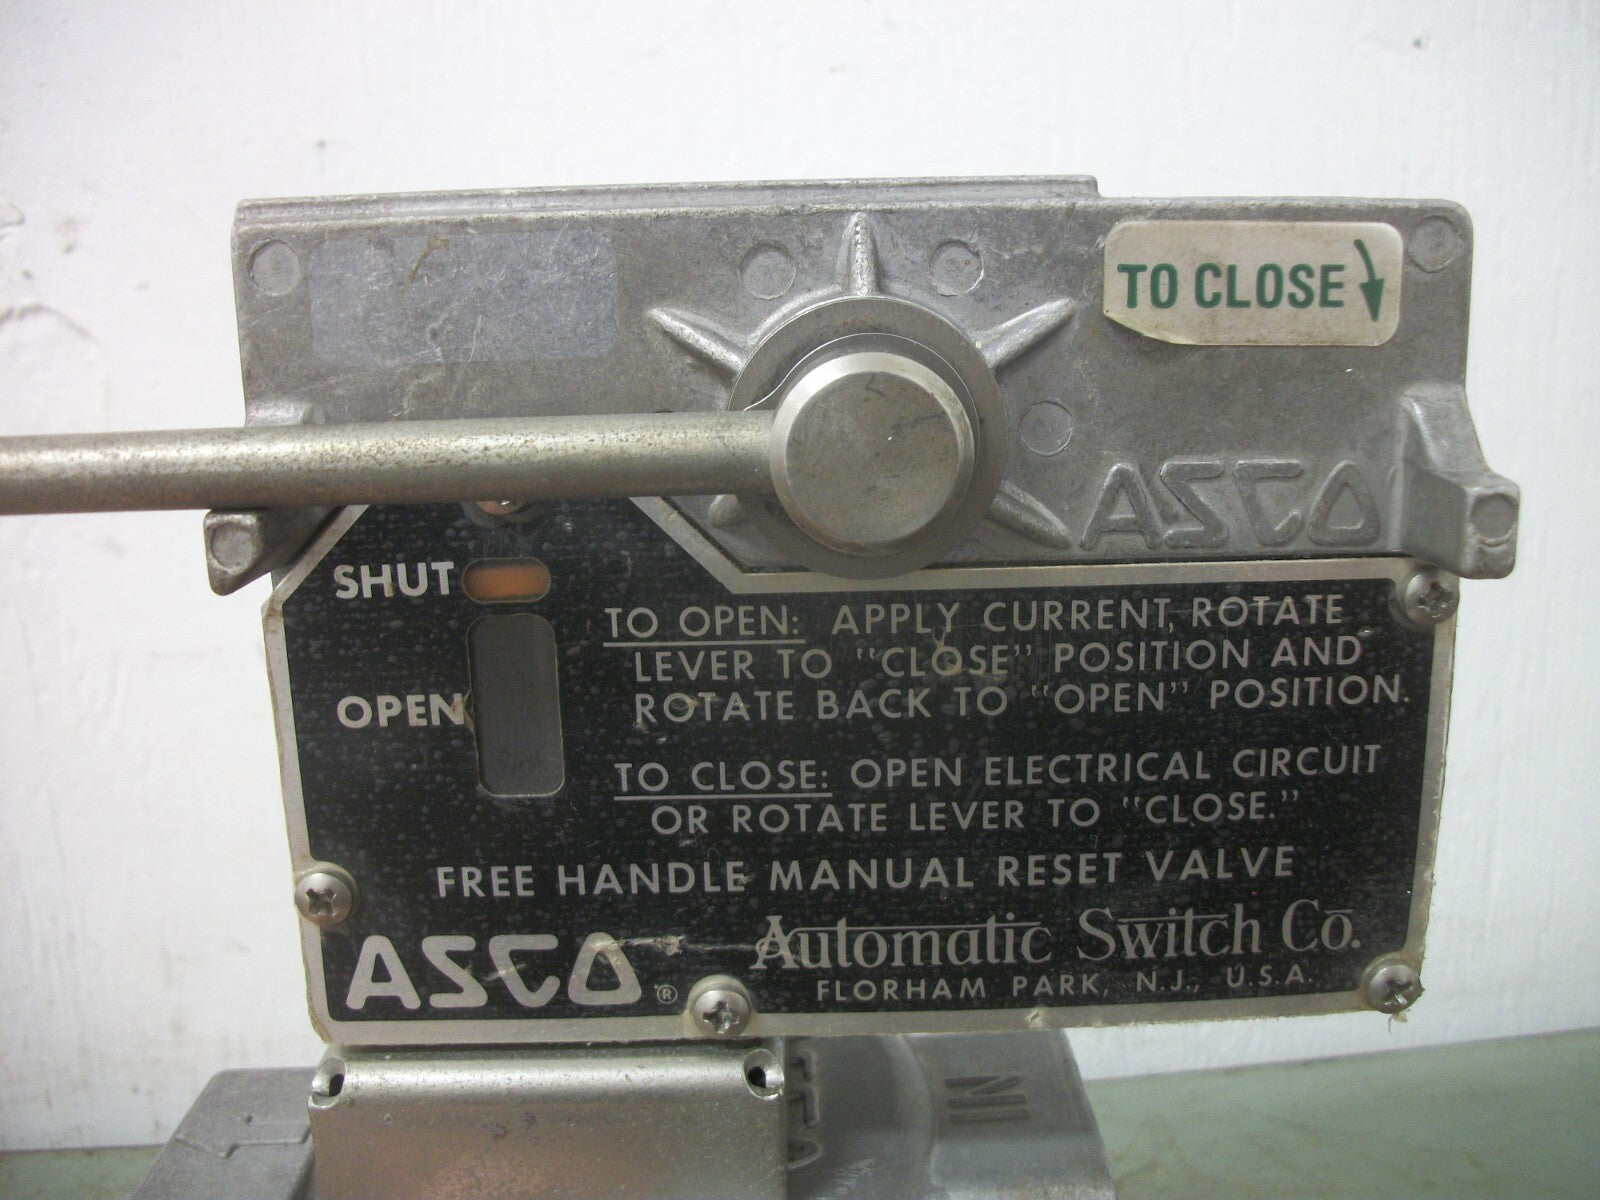 TO CLOSE
ASCO
SHUT
OPEN
TO OPEN: APPLY CURRENT, ROTATE
LEVER TO "CLOSE" POSITION AND
ROTATE BACK TO "OPEN" POSITION.
TO CLOSE: OPEN ELECTRICAL CIRCUIT
OR ROTATE LEVER TO "CLOSE."
FREE HANDLE MANUAL RESET VALVE
ASCO ®
Automatic Switch Co.
FLORHAM PARK, N.J., U.S.A.
IN